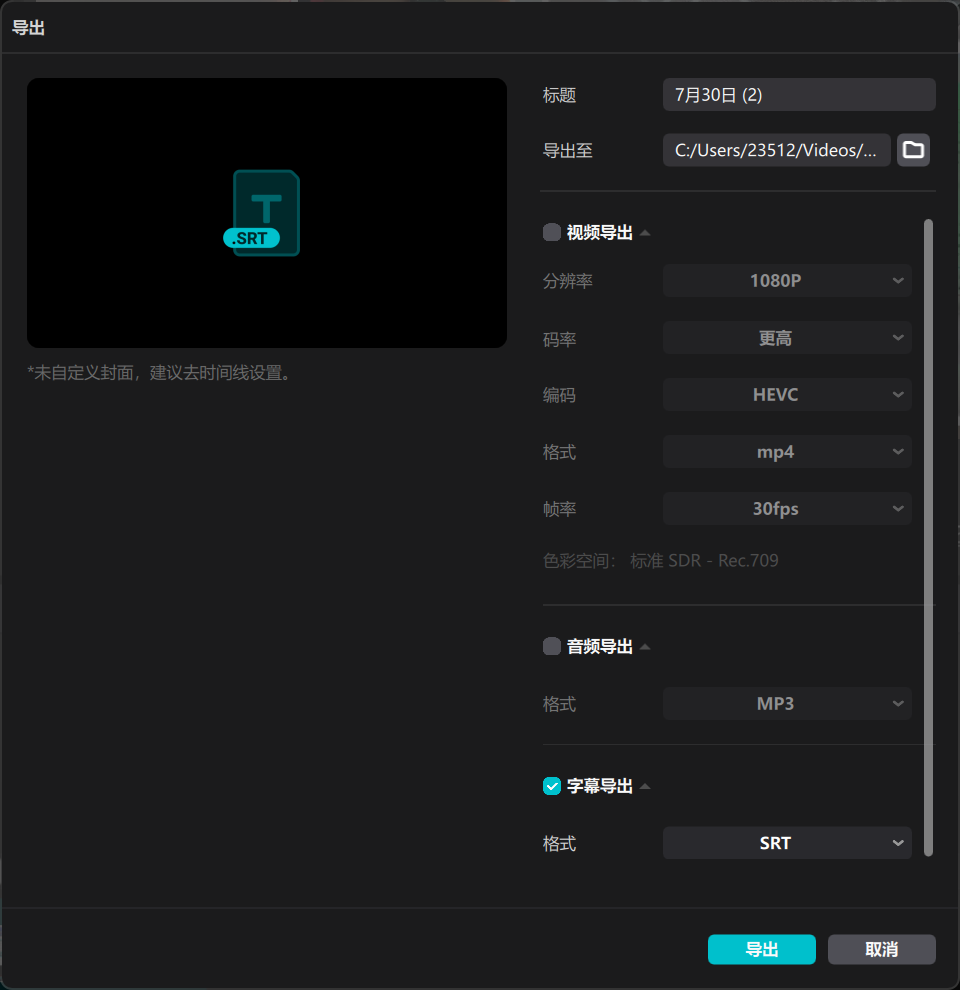 导出
T
.SRT
*未自定义封面，建议去时间线设置。
标题 7月30日 (2)
导出至 C:/Users/23512/Videos/...
视频导出
分辨率 1080P
码率 更高
编码 HEVC
格式 mp4
帧率 30fps
色彩空间： 标准 SDR - Rec.709
音频导出
格式 MP3
字幕导出
格式 SRT
导出 取消